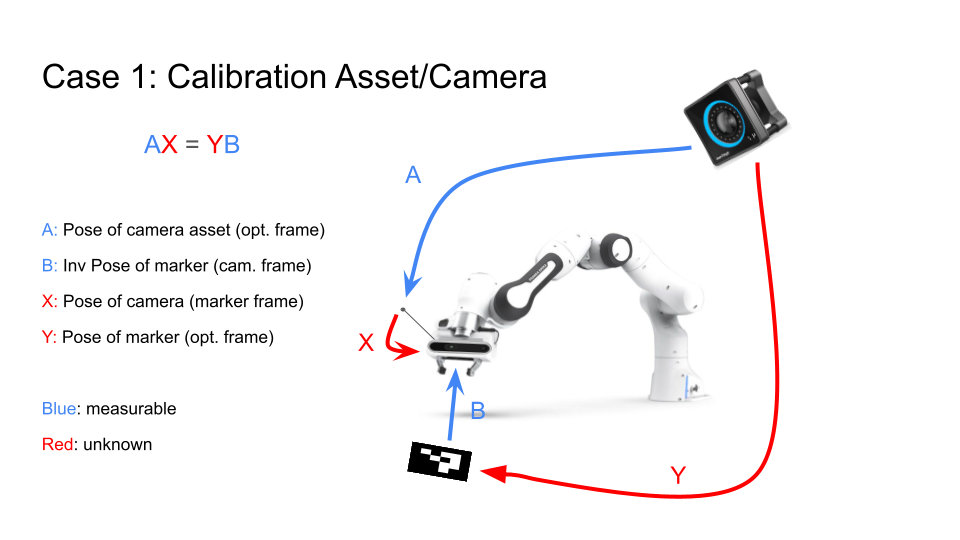 Case 1: Calibration Asset/Camera
AX = YB
A
A: Pose of camera asset (opt. frame)
B: Inv Pose of marker (cam. frame)
X: Pose of camera (marker frame)
Y: Pose of marker (opt. frame)
X
Blue: measurable
B
Red: unknown
Y